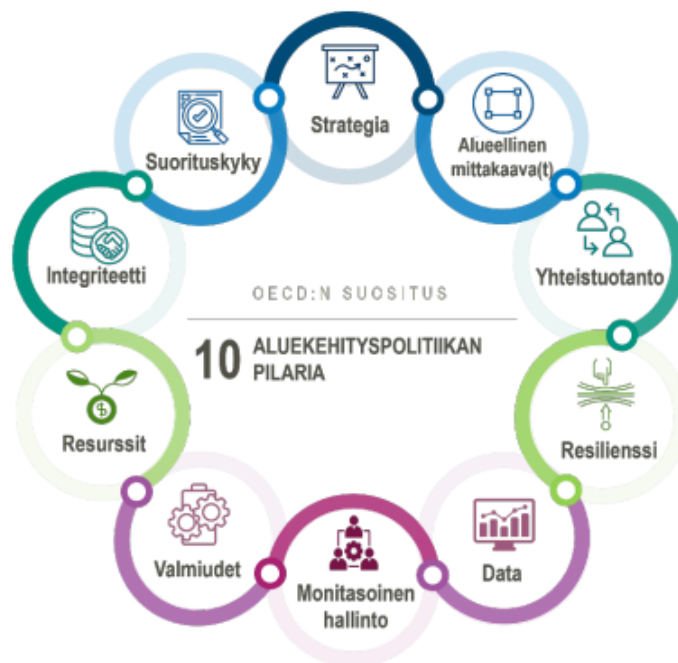 Strategia
Alueellinen
mittakaava(t)
Yhteistuotanto
Resilienssi
Data
Monitasoinen
hallinto
Valmiudet
Resurssit
Integriteetti
Suorituskyky
OECD:N SUOSITUS
10 ALUEKEHITYSPOLITIIKAN
PILARIA
$